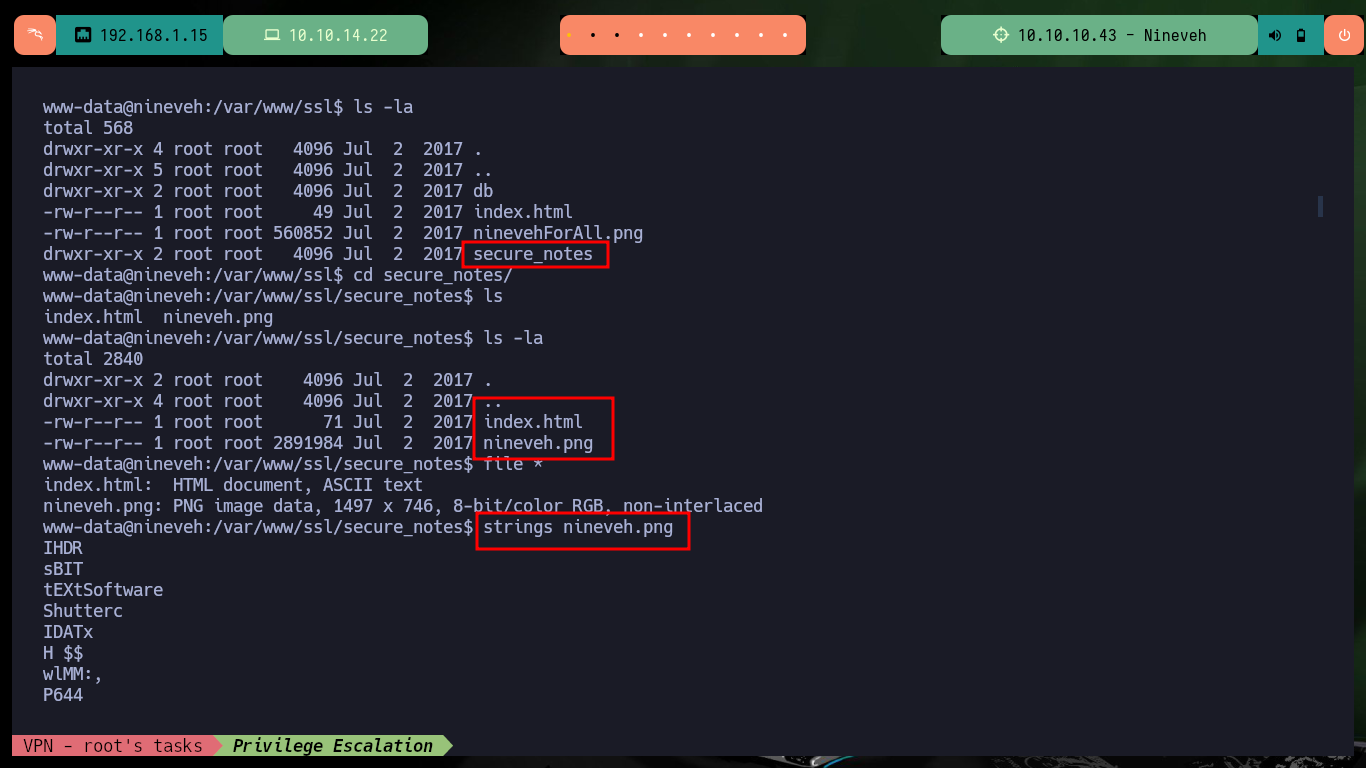 192.168.1.15 10.10.14.22 10.10.10.43 - Nineveh
www-data@nineveh:/var/www/ssl$ ls -la
total 568
drwxr-xr-x 4 root root   4096 Jul  2  2017 .
drwxr-xr-x 5 root root   4096 Jul  2  2017 ..
drwxr-xr-x 2 root root   4096 Jul  2  2017 db
-rw-r--r-- 1 root root     49 Jul  2  2017 index.html
-rw-r--r-- 1 root root 560852 Jul  2  2017 ninevehForAll.png
drwxr-xr-x 2 root root   4096 Jul  2  2017 secure_notes
www-data@nineveh:/var/www/ssl$ cd secure_notes/
www-data@nineveh:/var/www/ssl/secure_notes$ ls
index.html  nineveh.png
www-data@nineveh:/var/www/ssl/secure_notes$ ls -la
total 2840
drwxr-xr-x 2 root root    4096 Jul  2  2017 .
drwxr-xr-x 4 root root    4096 Jul  2  2017 ..
-rw-r--r-- 1 root root      71 Jul  2  2017 index.html
-rw-r--r-- 1 root root 2891984 Jul  2  2017 nineveh.png
www-data@nineveh:/var/www/ssl/secure_notes$ file *
index.html:  HTML document, ASCII text
nineveh.png: PNG image data, 1497 x 746, 8-bit/color RGB, non-interlaced
www-data@nineveh:/var/www/ssl/secure_notes$ strings nineveh.png
IHDR
sBIT
tEXtSoftware
Shutterc
IDATx
H $$
wlMM:,
P644
VPN - root's tasks Privilege Escalation